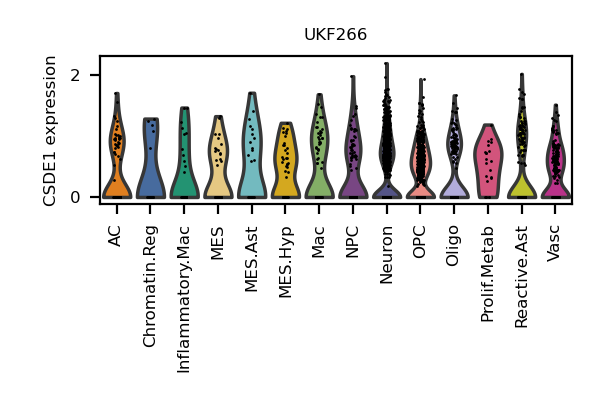 UKF266
CSDE1 expression
2
0
AC
Chromatin.Reg
Inflammatory.Mac
MES
MES.Ast
MES.Hyp
Mac
NPC
Neuron
OPC
Oligo
Prolif.Metab
Reactive.Ast
Vasc